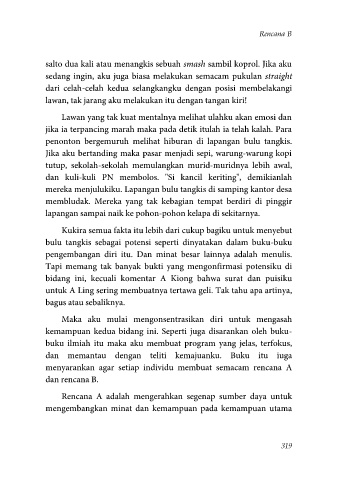 Rencana B
salto dua kali atau menangkis sebuah smash sambil koprol. Jika aku
sedang ingin, aku juga biasa melakukan semacam pukulan straight
dari celah-celah kedua selangkangku dengan posisi membelakangi
lawan, tak jarang aku melakukan itu dengan tangan kiri!
Lawan yang tak kuat mentalnya melihat ulahku akan emosi dan
jika ia terpancing marah maka pada detik itulah ia telah kalah. Para
penonton bergemuruh melihat hiburan di lapangan bulu tangkis.
Jika aku bertanding maka pasar menjadi sepi, warung-warung kopi
tutup, sekolah-sekolah memulangkan murid-muridnya lebih awal,
dan kuli-kuli PN membolos. "Si kancil keriting", demikianlah
mereka menjulukiku. Lapangan bulu tangkis di samping kantor desa
membludak. Mereka yang tak kebagian tempat berdiri di pinggir
lapangan sampai naik ke pohon-pohon kelapa di sekitarnya.
Kukira semua fakta itu lebih dari cukup bagiku untuk menyebut
bulu tangkis sebagai potensi seperti dinyatakan dalam buku-buku
pengembangan diri itu. Dan minat besar lainnya adalah menulis.
Tapi memang tak banyak bukti yang mengonfirmasi potensiku di
bidang ini, kecuali komentar A Kiong bahwa surat dan puisiku
untuk A Ling sering membuatnya tertawa geli. Tak tahu apa artinya,
bagus atau sebaliknya.
Maka aku mulai mengonsentrasikan diri untuk mengasah
kemampuan kedua bidang ini. Seperti juga disarankan oleh buku-
buku ilmiah itu maka aku membuat program yang jelas, terfokus,
dan memantau dengan teliti kemajuanku. Buku itu juga
menyarankan agar setiap individu membuat semacam rencana A
dan rencana B.
Rencana A adalah mengerahkan segenap sumber daya untuk
mengembangkan minat dan kemampuan pada kemampuan utama
319